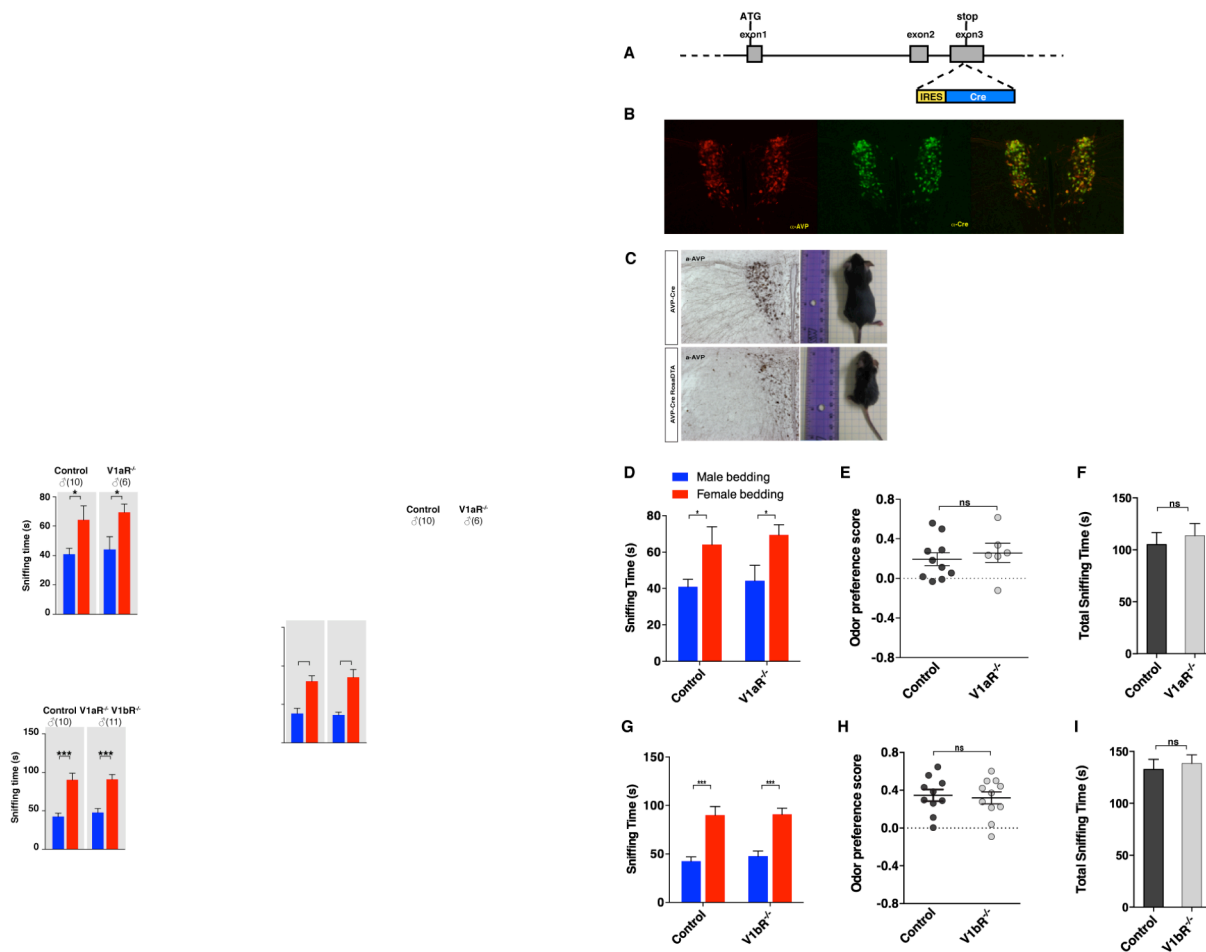 ATG
stop
exon1
exon2
exon3
A
IRES
Cre
B
α-AVP
α-Cre
C
AVP-Cre
a-AVP
AVP-Cre RosaDTA
a-AVP
Control
V1aR-/-
♂(10)
♂(6)
*
*
80
60
40
20
0
Sniffing time (s)
Control
V1aR-/-
♂(10)
♂(6)
Control V1aR-/- V1bR-/-
♂(10)
♂(11)
***
***
150
100
50
0
Sniffing time (s)
D
Male bedding
Female bedding
*
*
80
60
40
20
0
Sniffing Time (s)
Control
V1aR-/-
E
ns
0.8
0.4
0.0
-0.4
-0.8
Odor preference score
Control
V1aR-/-
F
ns
150
100
50
0
Total Sniffing Time (s)
Control
V1aR-/-
G
***
***
150
100
50
0
Sniffing Time (s)
Control
V1bR-/-
H
ns
0.8
0.4
0.0
-0.4
-0.8
Odor preference score
Control
V1bR-/-
I
ns
150
100
50
0
Total Sniffing Time (s)
Control
V1bR-/-